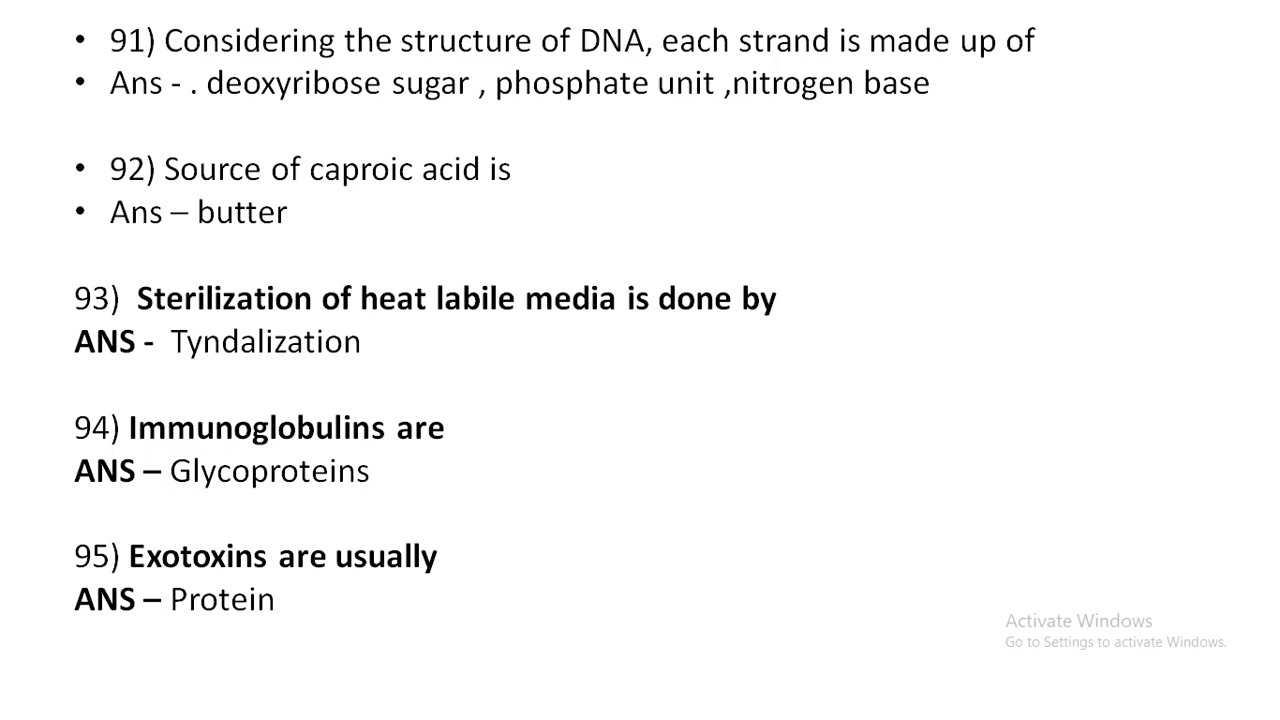 • 91) Considering the structure of DNA, each strand is made up of
• Ans - . deoxyribose sugar , phosphate unit ,nitrogen base
• 92) Source of caproic acid is
• Ans – butter
93) Sterilization of heat labile media is done by
ANS - Tyndalization
94) Immunoglobulins are
ANS – Glycoproteins
95) Exotoxins are usually
ANS – Protein
Activate Windows
Go to Settings to activate Windows.